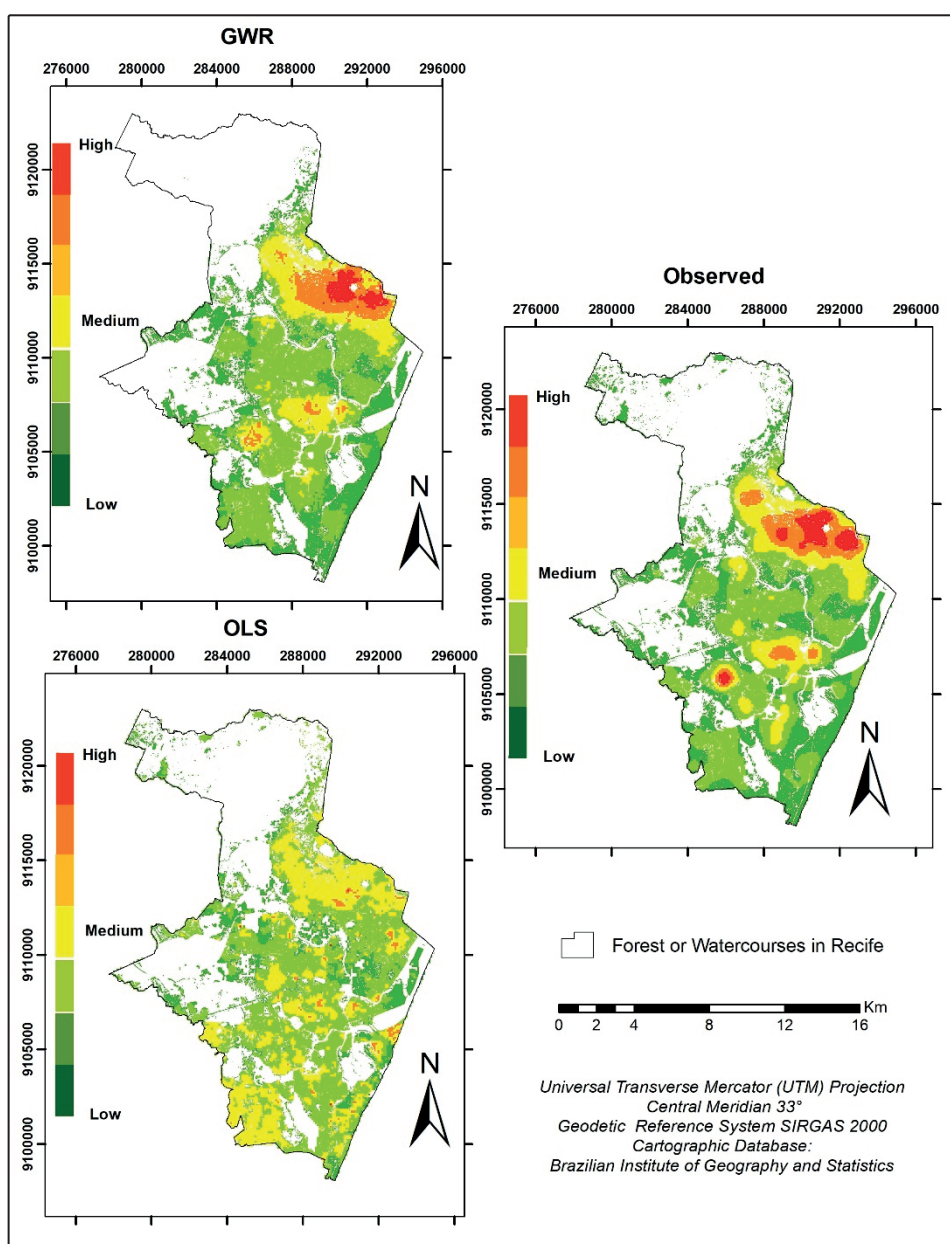 GWR
276000 280000 284000 288000 292000 296000
High
Medium
Low
9120000
9115000
9110000
9105000
9100000
N
Observed
276000 280000 284000 288000 292000 296000
High
Medium
Low
9120000
9115000
9110000
9105000
9100000
N
OLS
276000 280000 284000 288000 292000 296000
High
Medium
Low
9120000
9115000
9110000
9105000
9100000
N
Forest or Watercourses in Recife
Km
0 2 4 8 12 16
Universal Transverse Mercator (UTM) Projection
Central Meridian 33°
Geodetic Reference System SIRGAS 2000
Cartographic Database:
Brazilian Institute of Geography and Statistics